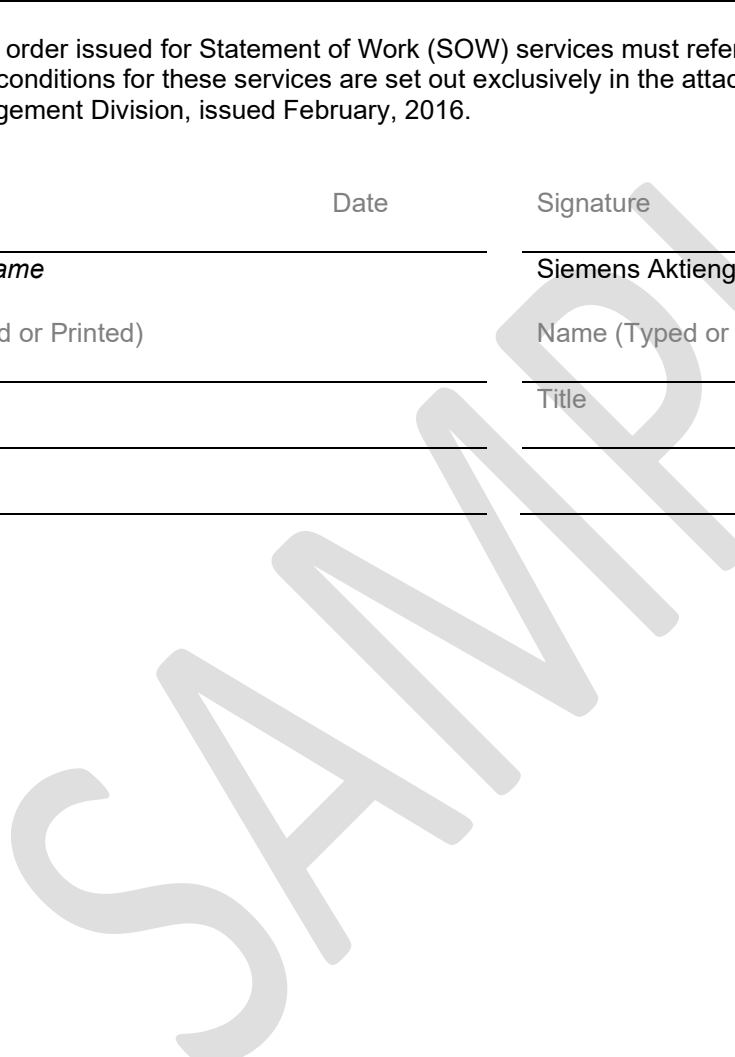 order issued for Statement of Work (SOW) services must refer
conditions for these services are set out exclusively in the attac
gement Division, issued February, 2016.
Date Signature
ame Siemens Aktieng
d or Printed) Name (Typed or
Title
SAMPL